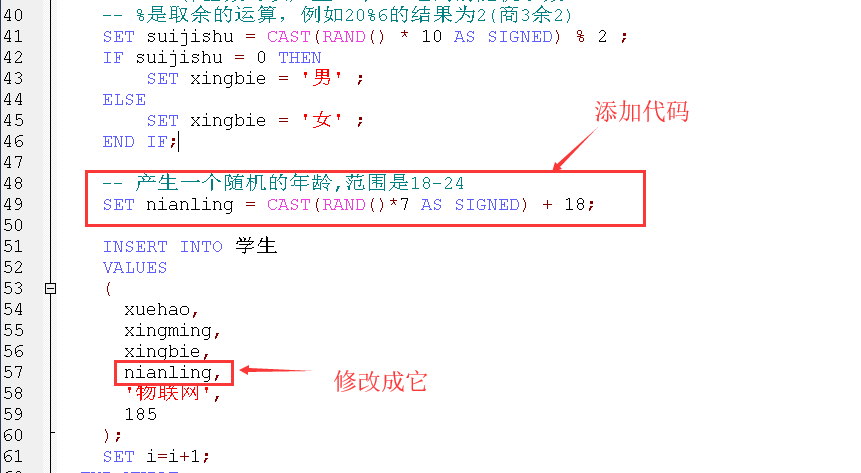 40 -- %是取余的运算，例如20%6的结果为2(商3余2)
41 SET suijishu = CAST(RAND() * 10 AS SIGNED) % 2 ;
42 IF suijishu = 0 THEN
43 SET xingbie = '男' ;
44 ELSE
添加代码
45 SET xingbie = '女' ;
46 END IF;
47
48 -- 产生一个随机的年龄,范围是18-24
49 SET nianling = CAST(RAND()*7 AS SIGNED) + 18;
50
51 INSERT INTO 学生
52 VALUES
53 (
54 xuehao,
55 xingming,
56 xingbie,
57 nianling,
修改成它
58 '物联网',
59 185
60 );
61 SET i=i+1;